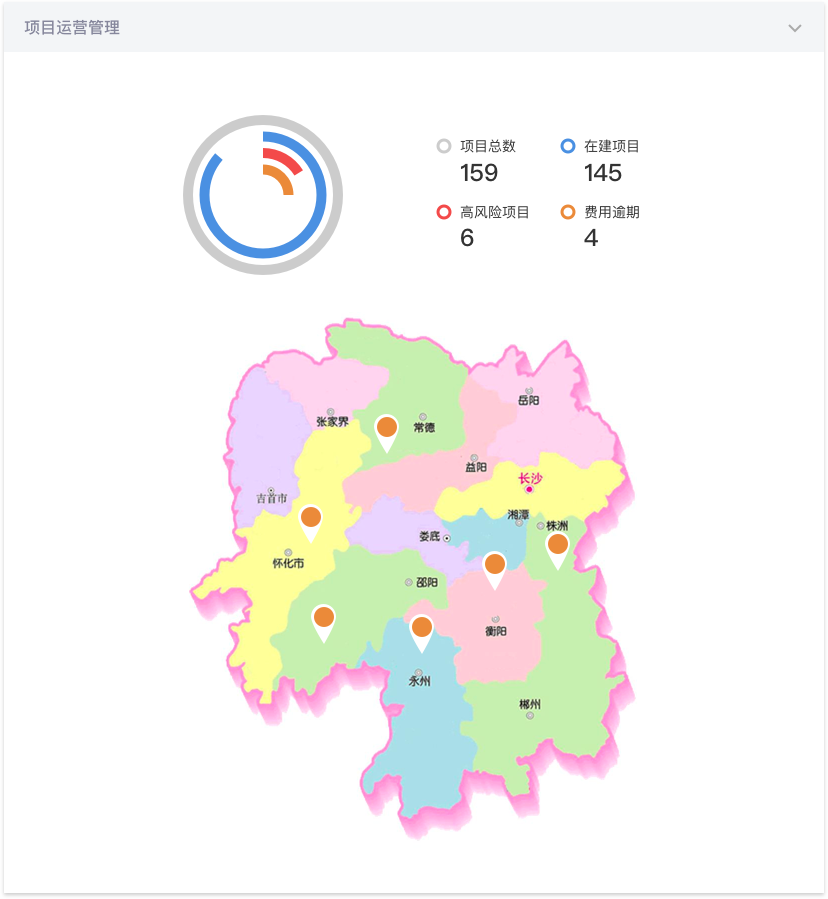 项目运营管理
项目总数
159
在建项目
145
高风险项目
6
费用逾期
4
岳阳
张家界
常德
益阳
长沙
吉首市
湘潭
株洲
娄底
怀化市
邵阳
衡阳
永州
郴州